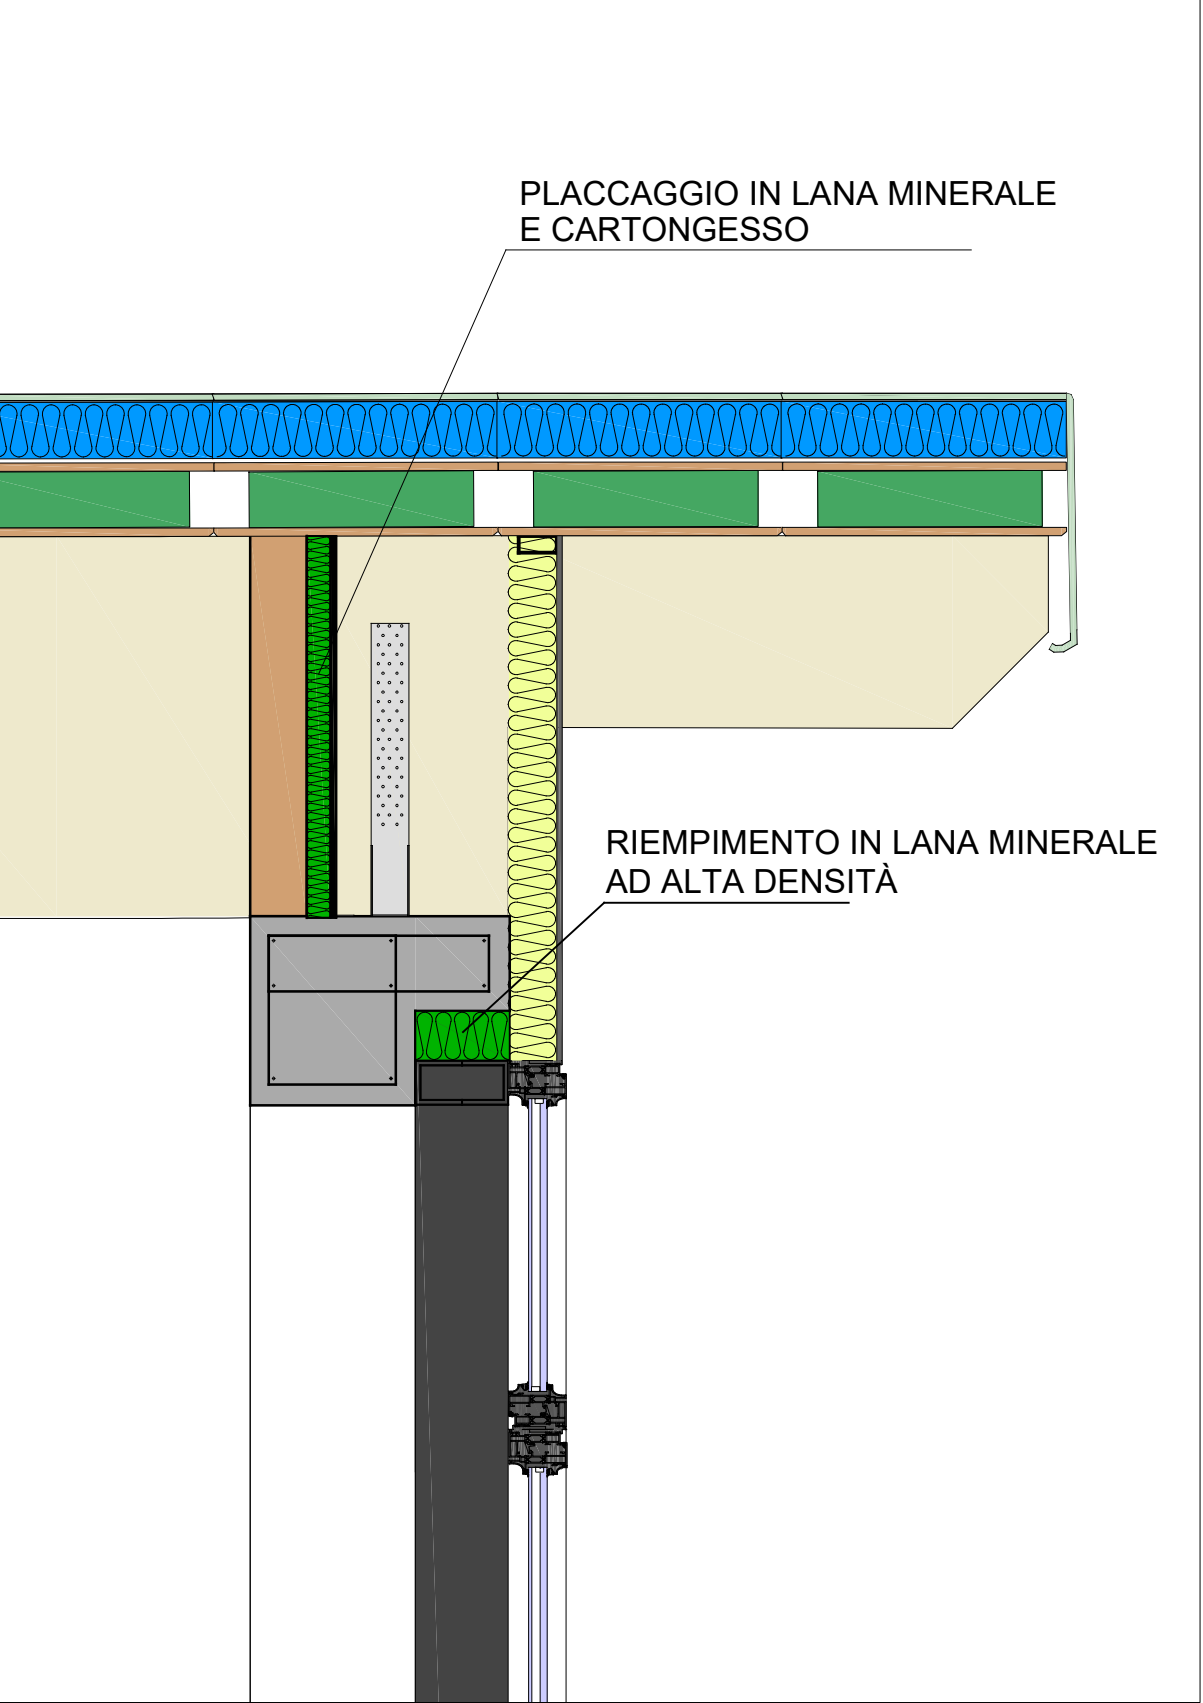 PLACCAGGIO IN LANA MINERALE
E CARTONGESSO
RIEMPIMENTO IN LANA MINERALE
AD ALTA DENSITÀ